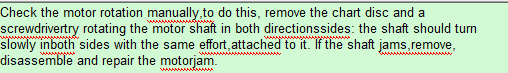 Check the motor rotation manually,to do this, remove the chart disc and a
screwdrivertry rotating the motor shaft in both directionssides: the shaft should turn
slowly inboth sides with the same effort,attached to it. If the shaft jams,remove,
disassemble and repair the motorjam.